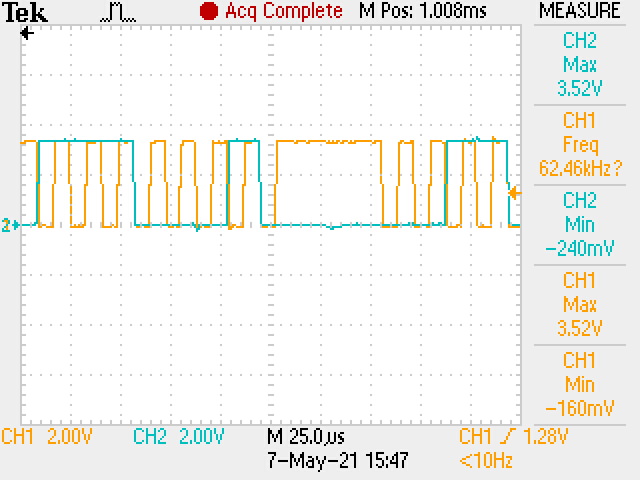 Tek Acq Complete M Pos: 1.008ms MEASURE
CH2
Max
3.52V
CH1
Freq
62.46kHz?
2
CH2
Min
-240mV
CH1
Max
3.52V
CH1
Min
-160mV
CH1 2.00V CH2 2.00V M 25.0µs CH1 1.28V
7-May-21 15:47 <10Hz